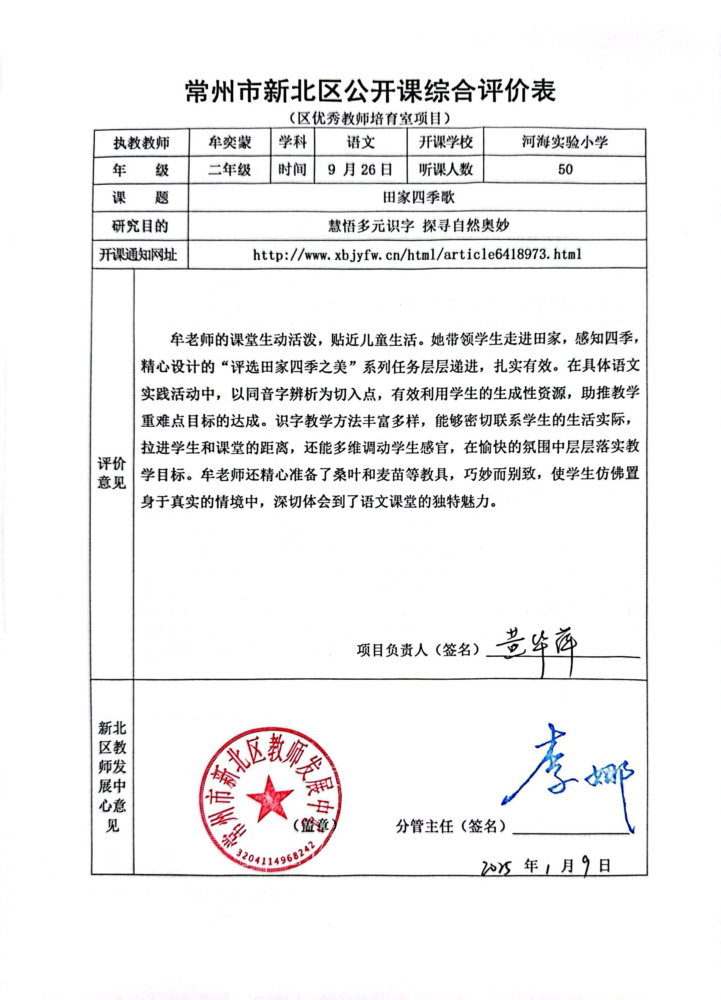 常州市新北区公开课综合评价表
（区优秀教师培育室项目）
执教教师 牟奕蒙 学科 语文 开课学校 河海实验小学
年 级 二年级 时间 9 月 26 日 听课人数 50
课 题 田家四季歌
研究目的 慧悟多元识字 探寻自然奥妙
开课通知网址 http://www.xbjyfw.cn/html/article6418973.html
评价
意见
牟老师的课堂生动活泼，贴近儿童生活。她带领学生走进田家，感知四季，
精心设计的“评选田家四季之美”系列任务层层递进，扎实有效。在具体语文
实践活动中，以同音字辨析为切入点，有效利用学生的生成性资源，助推教学
重难点目标的达成。识字教学方法丰富多样，能够密切联系学生的生活实际，
拉进学生和课堂的距离，还能多维调动学生感官，在愉快的氛围中层层落实教
学目标。牟老师还精心准备了桑叶和麦苗等教具，巧妙而别致，使学生仿佛置
身于真实的情境中，深切体会到了语文课堂的独特魅力。
项目负责人（签名）黄华萍
新北
区教
师发
展中
心意
见
常州市新北区教师发展中心
3204114968242
（盖章）
分管主任（签名）李娜
2025 年 1 月 9 日